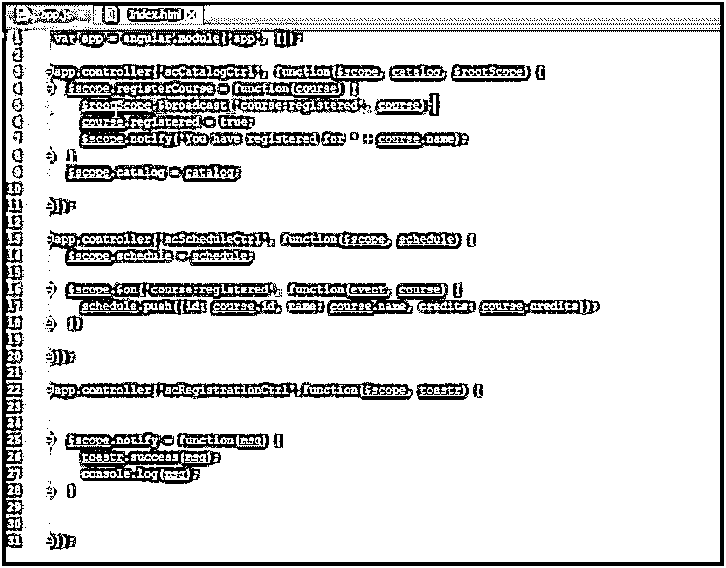 app.js index.html
1 var app = angular.module('app', []);
2
3 app.controller('scCatalogCtrl', function($scope, catalog, $rootScope) {
4 $scope.registerCourse = function(course) {
5 $rootScope.$broadcast('course:registered', course);
6 course.registered = true;
7 $scope.notify('You have registered for ' + course.name);
8 }
9 $scope.catalog = catalog;
10
11 });
12
13 app.controller('scScheduleCtrl', function($scope, schedule) {
14 $scope.schedule = schedule;
15
16 $scope.$on('course:registered', function(event, course) {
17 schedule.push({id: course.id, name: course.name, credits: course.credits});
18 })
19
20 });
21
22 app.controller('scRegistrationCtrl',function($scope, toastr) {
23
24
25 $scope.notify = function(msg) {
26 toastr.success(msg);
27 console.log(msg);
28 }
29
30
31 });